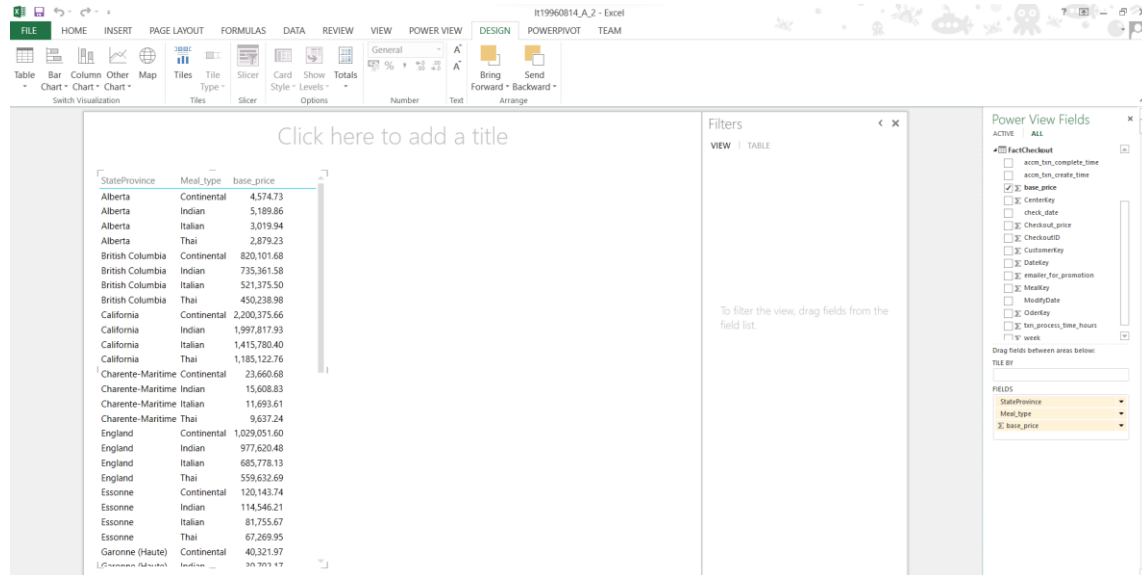 It19960814_A_2 - Excel
FILE HOME INSERT PAGE LAYOUT FORMULAS DATA REVIEW VIEW POWER VIEW DESIGN POWERPIVOT TEAM
General
Table Bar Chart Column Chart Other Chart Map Tiles Tile Type Slicer Card Style Show Levels Totals % , Bring Forward Send Backward
Switch Visualization Tiles Slicer Options Number Text Arrange
Click here to add a title
StateProvince Meal_type base_price
Alberta Continental 4,574.73
Alberta Indian 5,189.86
Alberta Italian 3,019.94
Alberta Thai 2,879.23
British Columbia Continental 820,101.68
British Columbia Indian 735,361.58
British Columbia Italian 521,375.50
British Columbia Thai 450,238.98
California Continental 2,200,375.66
California Indian 1,997,817.93
California Italian 1,415,780.40
California Thai 1,185,122.76
Charente-Maritime Continental 23,660.68
Charente-Maritime Indian 15,608.83
Charente-Maritime Italian 11,693.61
Charente-Maritime Thai 9,637.24
England Continental 1,029,051.60
England Indian 977,620.48
England Italian 685,778.13
England Thai 559,632.69
Essonne Continental 120,143.74
Essonne Indian 114,546.21
Essonne Italian 81,755.67
Essonne Thai 67,269.95
Garonne (Haute) Continental 40,321.97
Garonne (Haute) Indian
Filters
VIEW TABLE
To filter the view, drag fields from the
field list.
Power View Fields
ACTIVE ALL
FactCheckout
accm_txn_complete_time
accm_txn_create_time
Σ base_price
Σ CenterKey
check_date
Σ Checkout_price
Σ CheckoutID
Σ CustomerKey
Σ DateKey
Σ emailer_for_promotion
Σ MealKey
ModifyDate
Σ OderKey
Σ txn_process_time_hours
Σ week
Drag fields between areas below:
TILE BY
FIELDS
StateProvince
Meal_type
Σ base_price